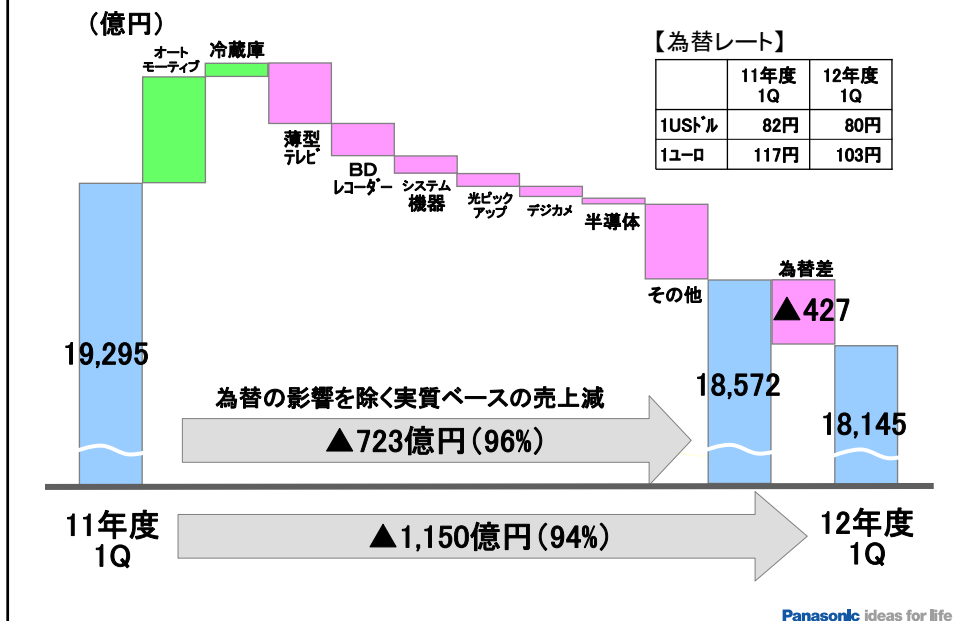 (億円)
オート
モーティブ
冷蔵庫
薄型
テレビ
BD
レコーダー
システム
機器
光ピック
アップ
デジカメ
半導体
その他
為替差
▲427
【為替レート】
11年度
1Q
12年度
1Q
1USドル 82円 80円
1ユーロ 117円 103円
19,295
18,572
18,145
為替の影響を除く実質ベースの売上減
▲723億円(96%)
11年度
1Q
▲1,150億円(94%)
12年度
1Q
Panasonic ideas for life